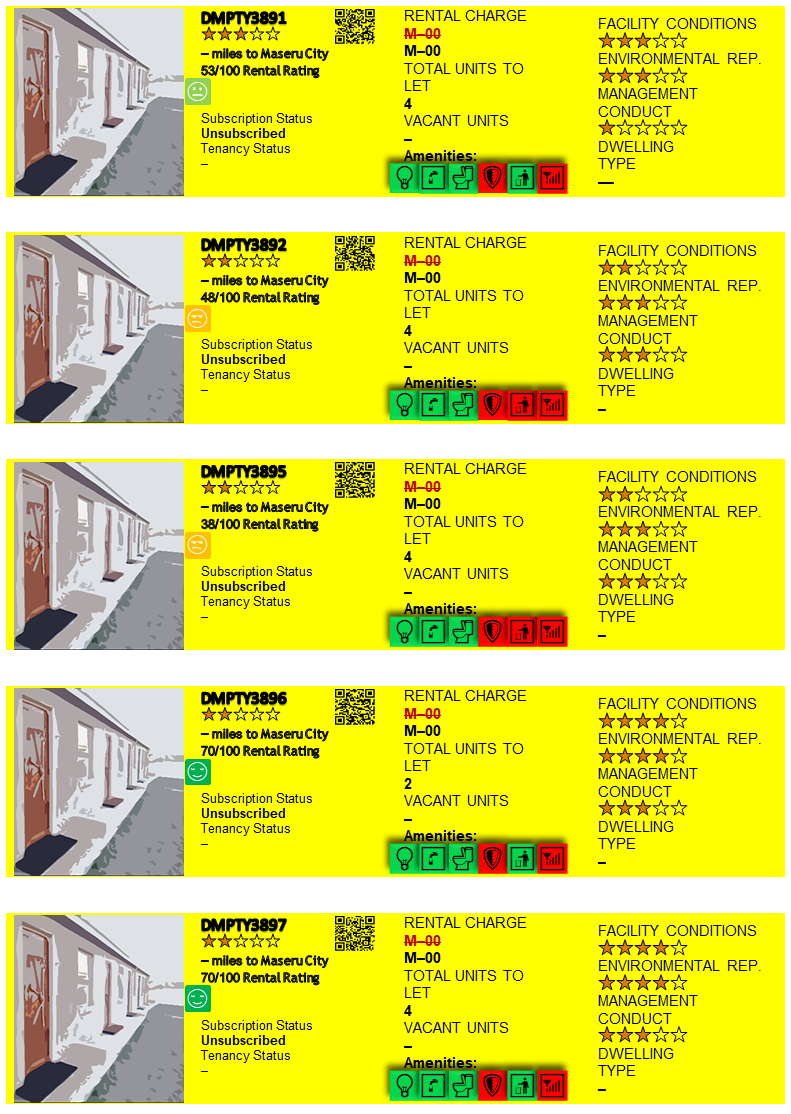 DMPTY3891
– miles to Maseru City
53/100 Rental Rating
Subscription Status
Unsubscribed
Tenancy Status
–
RENTAL CHARGE
M–00
M–00
TOTAL UNITS TO
LET
4
VACANT UNITS
–
Amenities:
FACILITY CONDITIONS
ENVIRONMENTAL REP.
MANAGEMENT
CONDUCT
DWELLING
TYPE
—
DMPTY3892
– miles to Maseru City
48/100 Rental Rating
Subscription Status
Unsubscribed
Tenancy Status
–
RENTAL CHARGE
M–00
M–00
TOTAL UNITS TO
LET
4
VACANT UNITS
–
Amenities:
FACILITY CONDITIONS
ENVIRONMENTAL REP.
MANAGEMENT
CONDUCT
DWELLING
TYPE
–
DMPTY3895
– miles to Maseru City
38/100 Rental Rating
Subscription Status
Unsubscribed
Tenancy Status
–
RENTAL CHARGE
M–00
M–00
TOTAL UNITS TO
LET
4
VACANT UNITS
–
Amenities:
FACILITY CONDITIONS
ENVIRONMENTAL REP.
MANAGEMENT
CONDUCT
DWELLING
TYPE
–
DMPTY3896
– miles to Maseru City
70/100 Rental Rating
Subscription Status
Unsubscribed
Tenancy Status
–
RENTAL CHARGE
M–00
M–00
TOTAL UNITS TO
LET
2
VACANT UNITS
–
Amenities:
FACILITY CONDITIONS
ENVIRONMENTAL REP.
MANAGEMENT
CONDUCT
DWELLING
TYPE
–
DMPTY3897
– miles to Maseru City
70/100 Rental Rating
Subscription Status
Unsubscribed
Tenancy Status
–
RENTAL CHARGE
M–00
M–00
TOTAL UNITS TO
LET
4
VACANT UNITS
–
Amenities:
FACILITY CONDITIONS
ENVIRONMENTAL REP.
MANAGEMENT
CONDUCT
DWELLING
TYPE
–